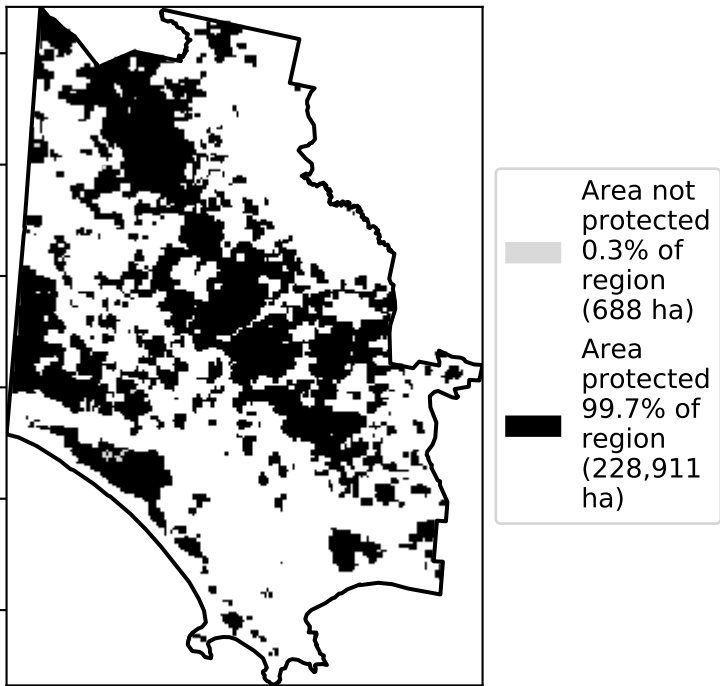 Area not
protected
0.3% of
region
(688 ha)
Area
protected
99.7% of
region
(228,911
ha)